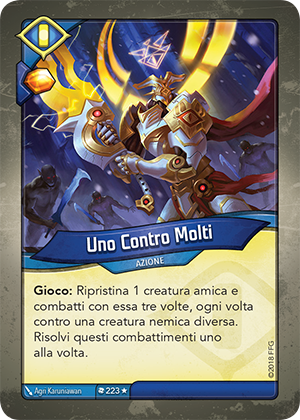 Uno Contro Molti
AZIONE
Gioco: Ripristina 1 creatura amica e
combatti con essa tre volte, ogni volta
contro una creatura nemica diversa.
Risolvi questi combattimenti uno
alla volta.
©2018 FFG
Agri Karuniawan
223